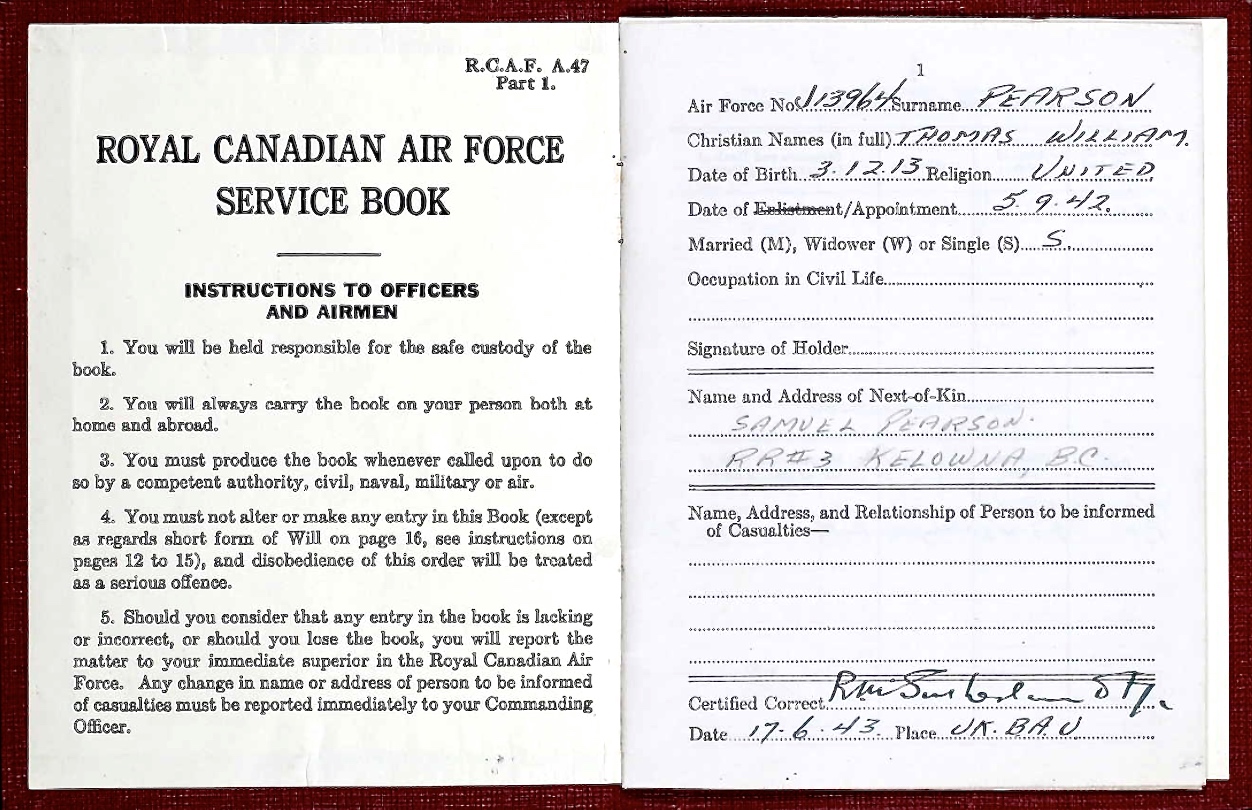 R.C.A.F. A.47
Part 1.
ROYAL CANADIAN AIR FORCE
SERVICE BOOK
INSTRUCTIONS TO OFFICERS
AND AIRMEN
1. You will be held responsible for the safe custody of the
book.
2. You will always carry the book on your person both at
home and abroad.
3. You must produce the book whenever called upon to do
so by a competent authority, civil, naval, military or air.
4. You must not alter or make any entry in this Book (except
as regards short form of Will on page 16, see instructions on
pages 12 to 15), and disobedience of this order will be treated
as a serious offence.
5. Should you consider that any entry in the book is lacking
or incorrect, or should you lose the book, you will report the
matter to your immediate superior in the Royal Canadian Air
Force. Any change in name or address of person to be informed
of casualties must be reported immediately to your Commanding
Officer.
1
Air Force No. J13964 Surname PEARSON
Christian Names (in full) THOMAS WILLIAM.
Date of Birth 3.12.13 Religion UNITED
Date of Enlistment/Appointment 5.9.42.
Married (M), Widower (W) or Single (S) S.
Occupation in Civil Life
Signature of Holder
Name and Address of Next-of-Kin
SAMUEL PEARSON.
RR#3 KELOWNA, B.C.
Name, Address, and Relationship of Person to be informed
of Casualties—
Certified Correct
Date 17-6-43 Place UK. BA.U